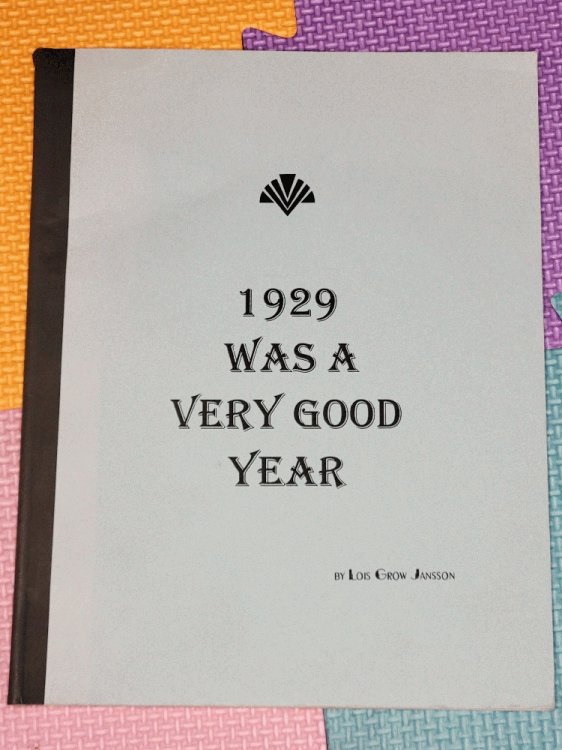 1929
WAS A
VERY GOOD
YEAR
BY LOIS GROW JANSSON